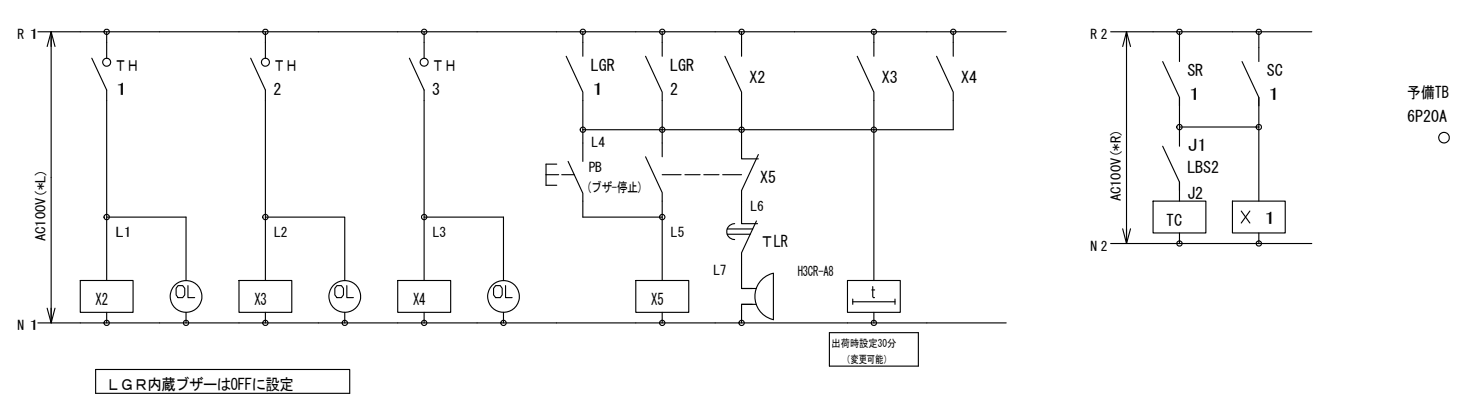 R 1
TH
1
TH
2
TH
3
LGR
1
LGR
2
X2
X3
X4
AC100V(*L)
L4
PB
(ブザー停止)
X5
L1
L2
L3
L5
L6
TLR
L7
H3CR-A8
X2
OL
X3
OL
X4
OL
X5
t
N 1
出荷時設定30分
(変更可能)
LGR内蔵ブザーはOFFに設定
R 2
SR
1
SC
1
AC100V(*R)
J1
LBS2
J2
TC
X 1
N 2
予備TB
6P20A